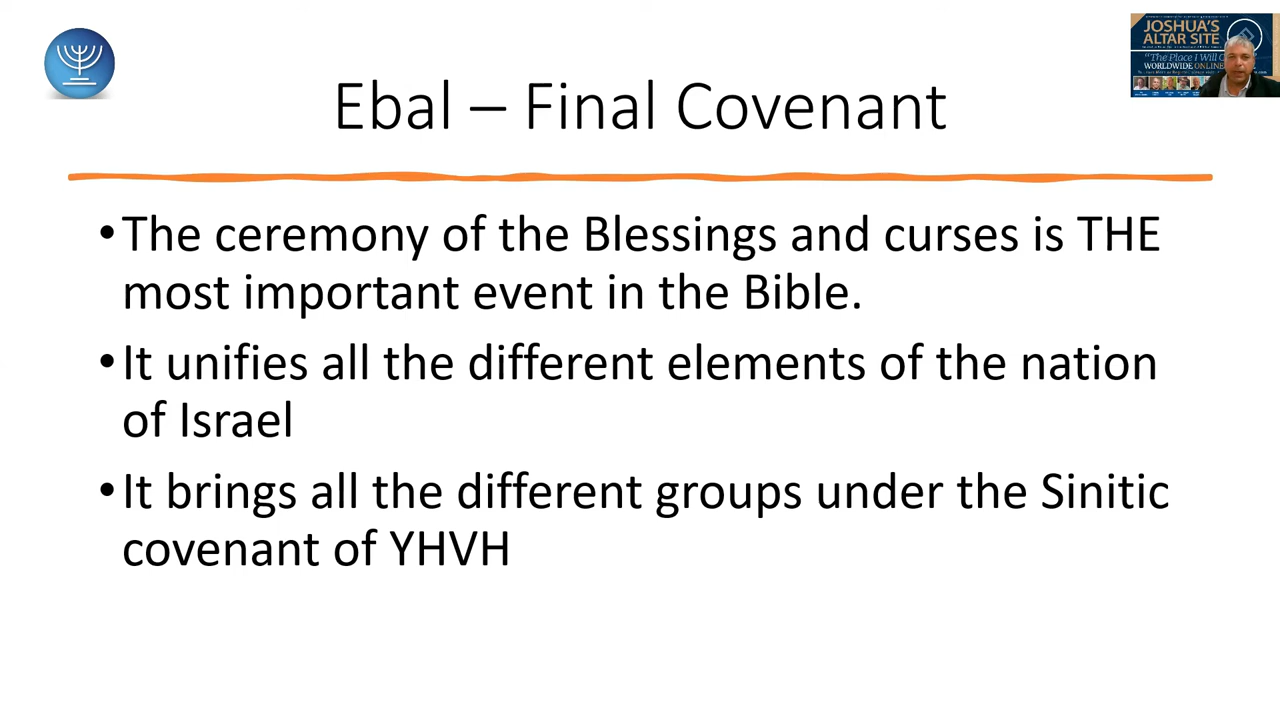 JOSHUA'S
ALTAR SITE
"The Place I Will
WORLDWIDE ONLINE
Ebal – Final Covenant
•The ceremony of the Blessings and curses is THE
most important event in the Bible.
•It unifies all the different elements of the nation
of Israel
•It brings all the different groups under the Sinitic
covenant of YHVH